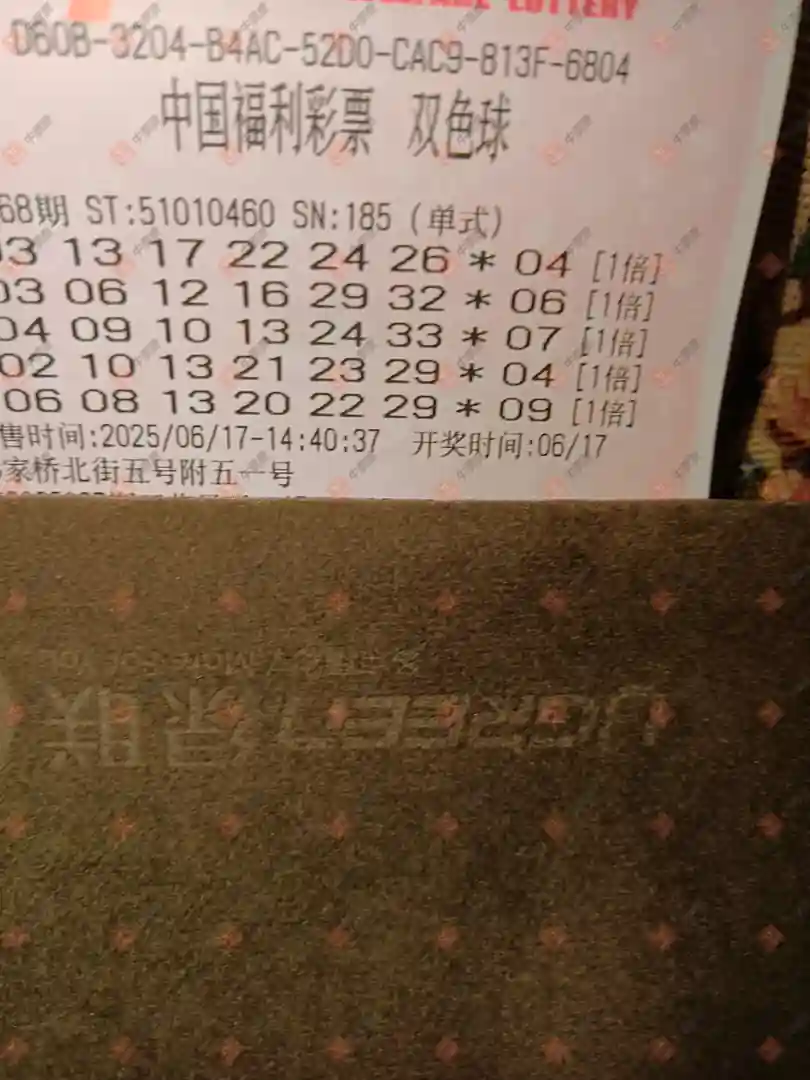 LOTTERY
D60B-3204-B4AC-52D0-CAC9-813F-6804
中国福利彩票 双色球
68期 ST:51010460 SN:185 (单式)
03 13 17 22 24 26 * 04 [1倍]
03 06 12 16 29 32 * 06 [1倍]
04 09 10 13 24 33 * 07 [1倍]
02 10 13 21 23 29 * 04 [1倍]
06 08 13 20 22 29 * 09 [1倍]
售时间:2025/06/17-14:40:37 开奖时间:06/17
家桥北街五号附五一号
UGREEN 绿联